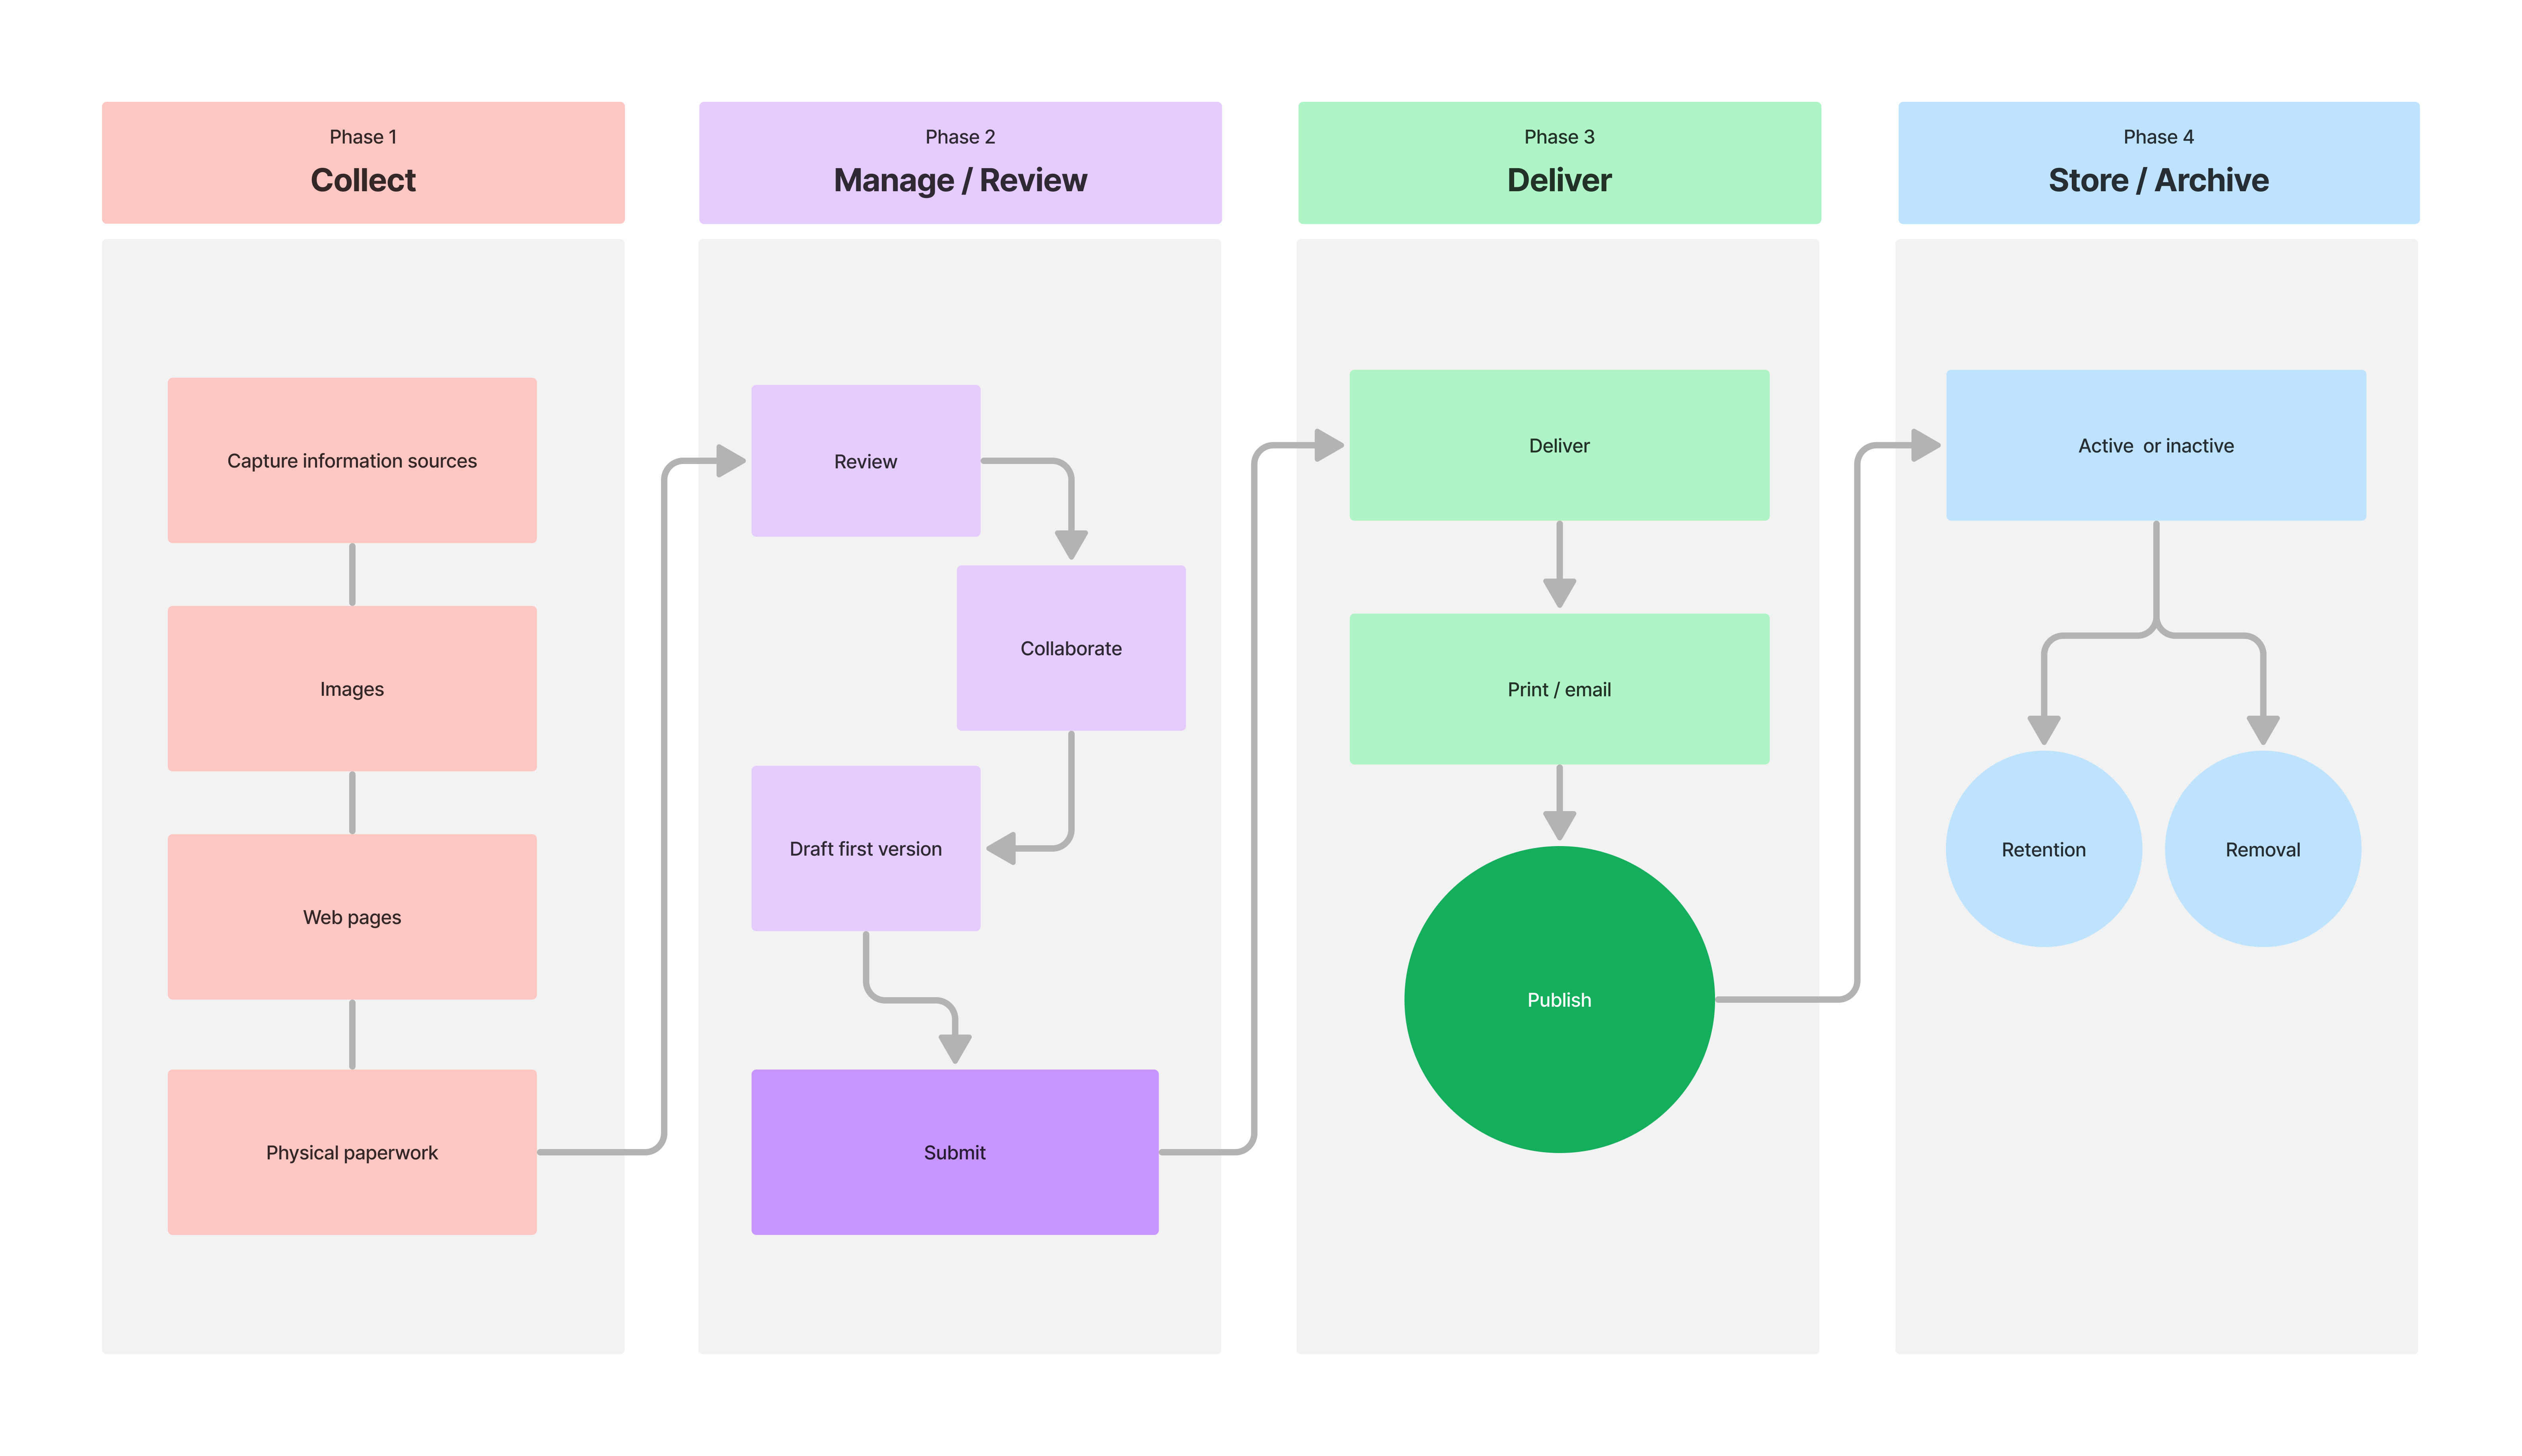 Phase 1
Collect
Capture information sources
Images
Web pages
Physical paperwork
Phase 2
Manage / Review
Review
Collaborate
Draft first version
Submit
Phase 3
Deliver
Deliver
Print / email
Publish
Phase 4
Store / Archive
Active  or inactive
Retention
Removal